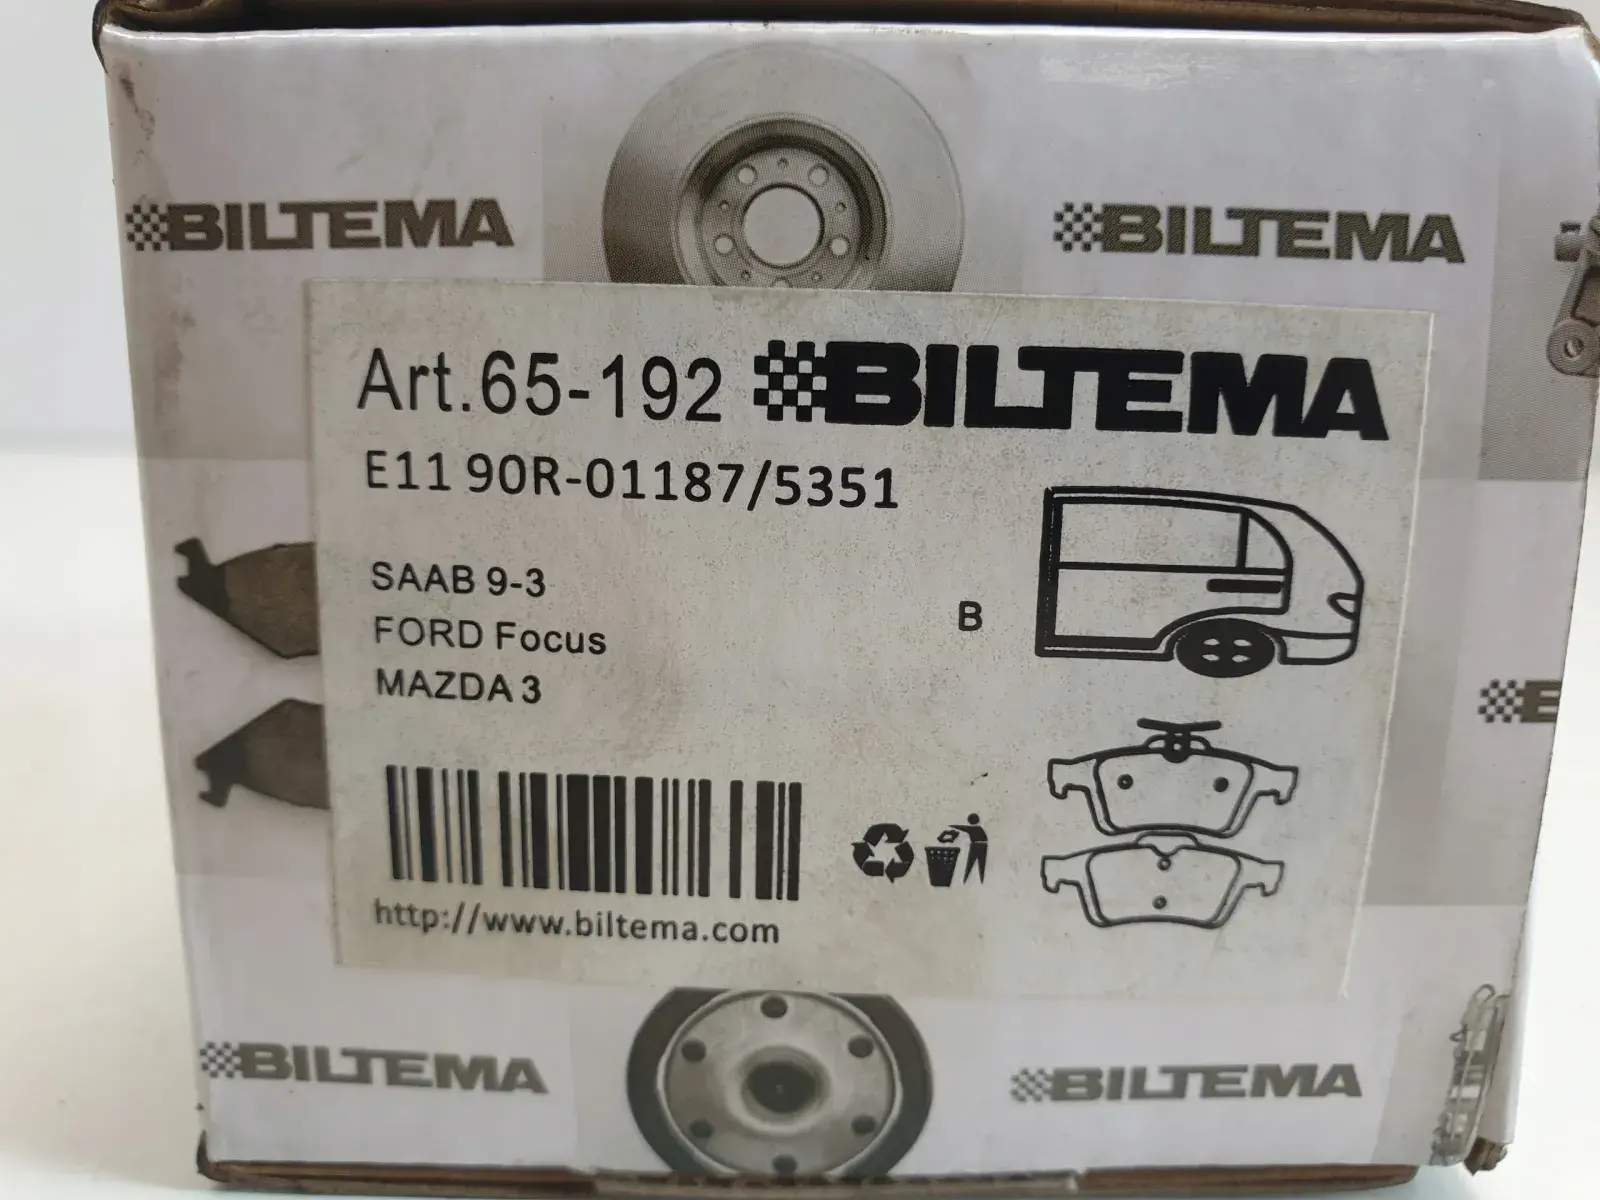 BILTEMA
BILTEMA
Art.65-192 BILTEMA
E11 90R-01187/5351
SAAB 9-3
FORD Focus
MAZDA 3
B
http://www.biltema.com
BILTEMA
BILTEMA